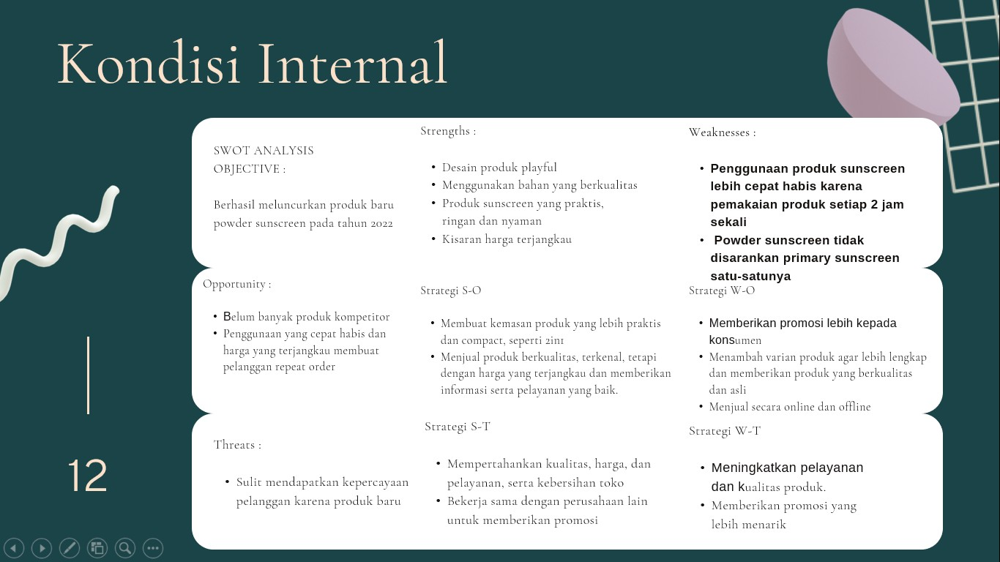 Kondisi Internal
SWOT ANALYSIS
OBJECTIVE :
Berhasil meluncurkan produk baru
powder sunscreen pada tahun 2022
Strengths :
• Desain produk playful
• Menggunakan bahan yang berkualitas
• Produk sunscreen yang praktis,
ringan dan nyaman
• Kisaran harga terjangkau
Weaknesses :
• Penggunaan produk sunscreen
lebih cepat habis karena
pemakaian produk setiap 2 jam
sekali
• Powder sunscreen tidak
disarankan primary sunscreen
satu-satunya
Opportunity :
• Belum banyak produk kompetitor
• Penggunaan yang cepat habis dan
harga yang terjangkau membuat
pelanggan repeat order
Strategi S-O
• Membuat kemasan produk yang lebih praktis
dan compact, seperti 2in1
• Menjual produk berkualitas, terkenal, tetapi
dengan harga yang terjangkau dan memberikan
informasi serta pelayanan yang baik.
Strategi W-O
• Memberikan promosi lebih kepada
konsumen
• Menambah varian produk agar lebih lengkap
dan memberikan produk yang berkualitas
dan asli
• Menjual secara online dan offline
Threats :
• Sulit mendapatkan kepercayaan
pelanggan karena produk baru
Strategi S-T
• Mempertahankan kualitas, harga, dan
pelayanan, serta kebersihan toko
• Bekerja sama dengan perusahaan lain
untuk memberikan promosi
Strategi W-T
• Meningkatkan pelayanan
dan kualitas produk.
• Memberikan promosi yang
lebih menarik
12